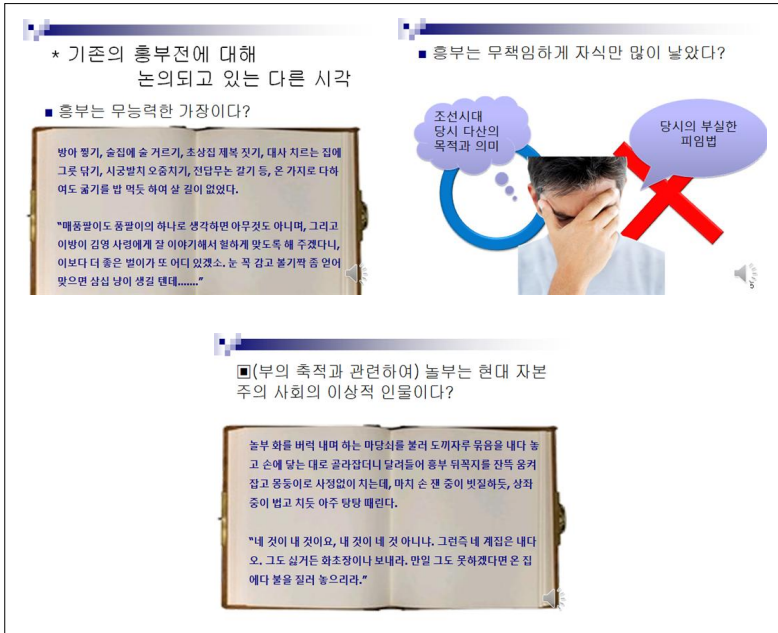 * 기존의 흥부전에 대해
논의되고 있는 다른 시각
■ 흥부는 무능력한 가장이다?
방아 찧기, 술집에 술 거르기, 초상집 제복 짓기, 대사 치르는 집에
그릇 닦기, 시궁발치 오줌치기, 전답무논 갈기 등, 온 가지로 다하
여도 굶기를 밥 먹듯 하여 살 길이 없었다.
“매품팔이도 품팔이의 하나로 생각하면 아무것도 아니며, 그리고
이방이 김영 사령에게 잘 이야기해서 헐하게 맞도록 해 주겠다니,
이보다 더 좋은 벌이가 또 어디 있겠소. 눈 꼭 감고 볼기짝 좀 얻어
맞으면 삼십 냥이 생길 텐데.......”
■ 흥부는 무책임하게 자식만 많이 낳았다?
조선시대
당시 다산의
목적과 의미
당시의 부실한
피임법
5
▣(부의 축적과 관련하여) 놀부는 현대 자본
주의 사회의 이상적 인물이다?
놀부 화를 버럭 내며 하는 마당쇠를 불러 도끼자루 묶음을 내다 놓
고 손에 닿는 대로 골라잡더니 달려들어 흥부 뒤꼭지를 잔뜩 움켜
잡고 몽둥이로 사정없이 치는데, 마치 손 잰 중이 빗질하듯, 상좌
중이 법고 치듯 아주 탕탕 때린다.
“네 것이 내 것이요, 내 것이 네 것 아니냐. 그런즉 네 계집은 내다
오. 그도 싫거든 화초장이나 보내라. 만일 그도 못하겠다면 온 집
에다 불을 질러 놓으리라.”